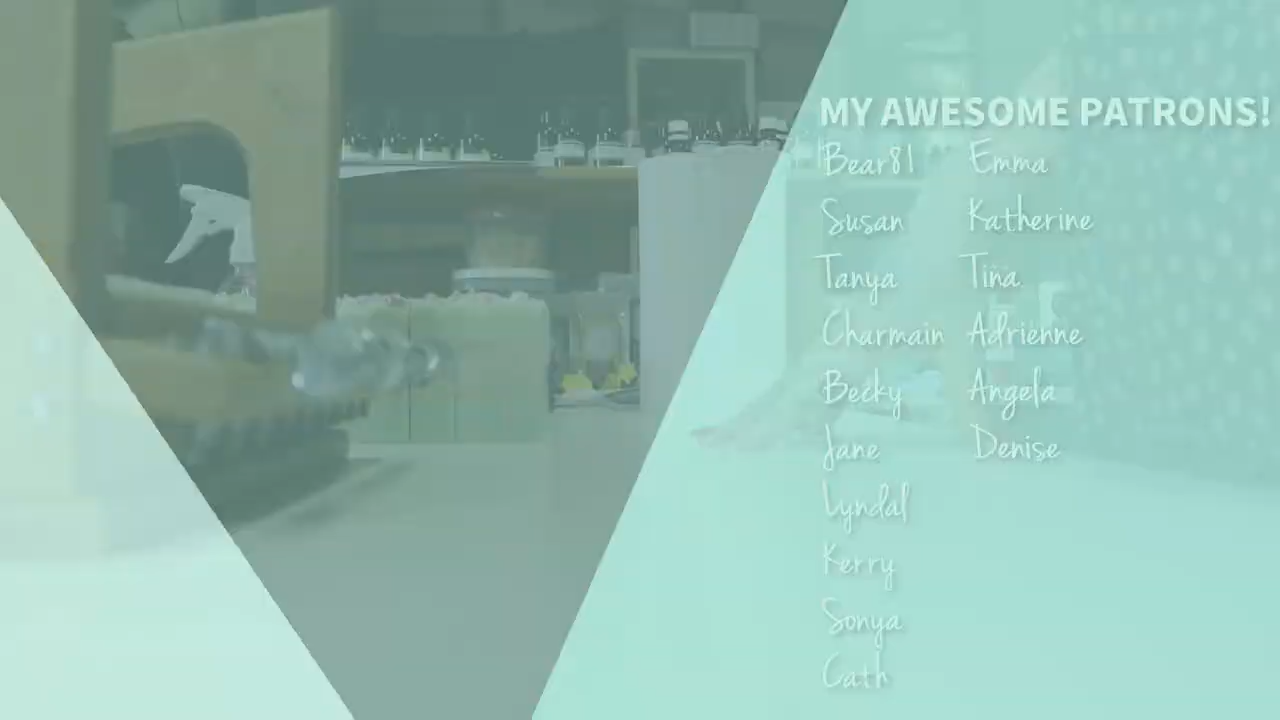 MY AWESOME PATRONS!
Bear81
Susan
Tanya
Charmain
Becky
Jane
Lyndal
Kerry
Sonya
Cath
Emma
Katherine
Tina
Adrienne
Angela
Denise